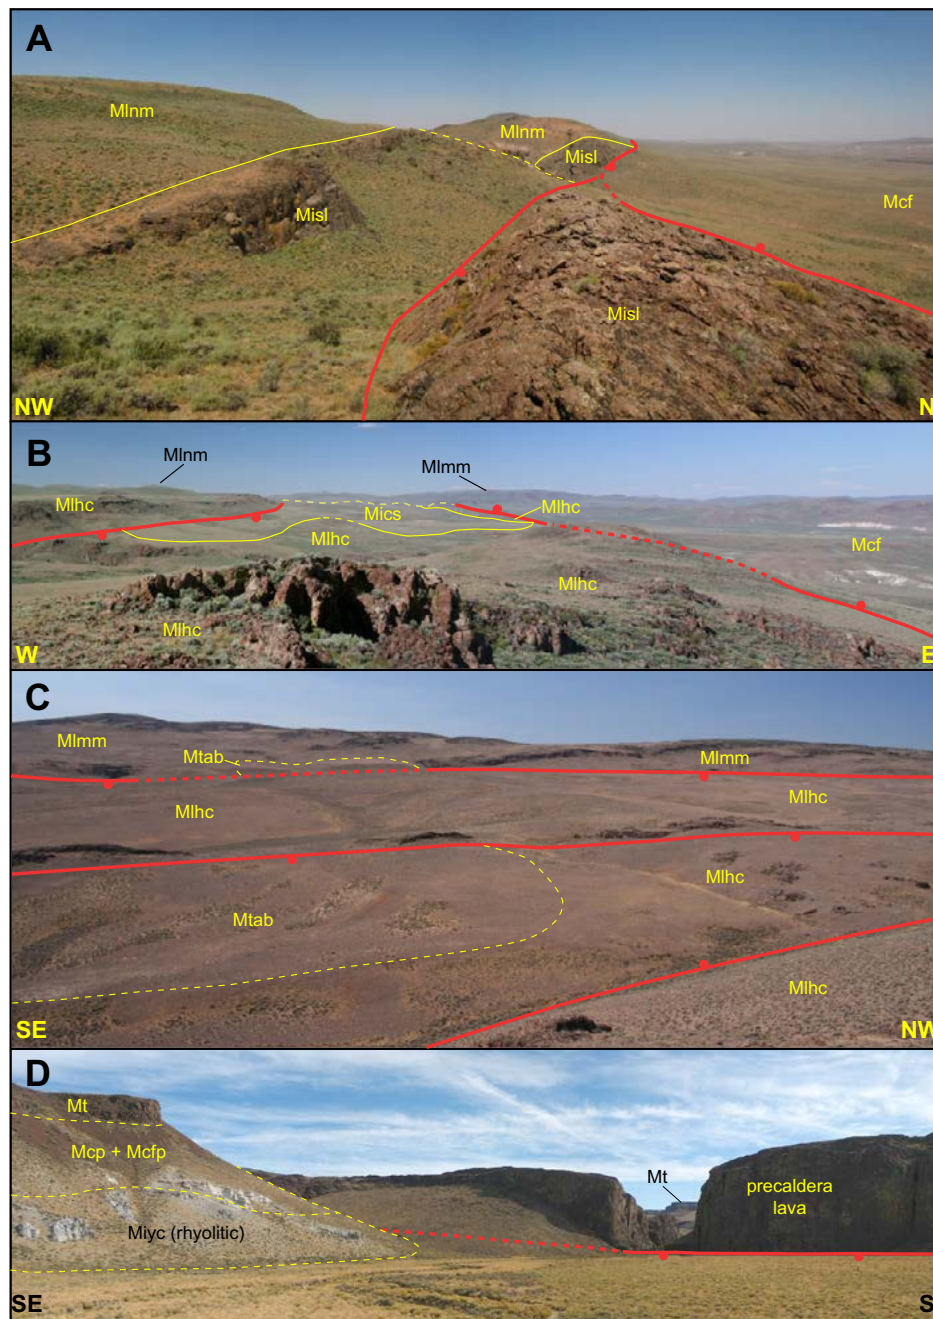 A
Mlnm
Mlnm
Misl
Misl
Mcf
Misl
NW
N
B
Mlnm
Mlmm
Mlhc
Mlhc
Mics
Mlhc
Mcf
Mlhc
Mlhc
W
E
C
Mlmm
Mtab
Mlmm
Mlhc
Mlhc
Mlhc
Mtab
Mlhc
SE
NW
D
Mt
Mcp + Mcfp
Mt
precaldera
lava
Miyc (rhyolitic)
SE
S